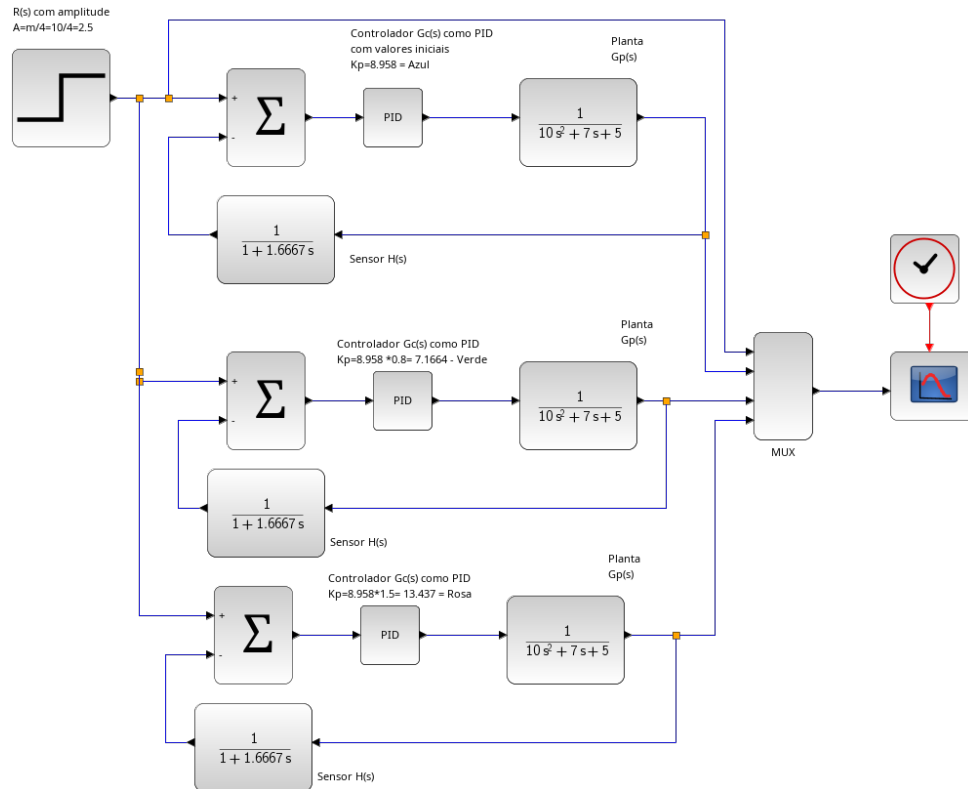 R(s) com amplitude
A=m/4=10/4=2.5
Controlador Gc(s) como PID
com valores iniciais
Kp=8.958 = Azul
Planta
Gp(s)
+
-
Σ
PID
1
10 s² + 7 s + 5
1
1 + 1.6667 s
Sensor H(s)
Controlador Gc(s) como PID
Kp=8.958 *0.8= 7.1664 - Verde
Planta
Gp(s)
+
-
Σ
PID
1
10 s² + 7 s + 5
MUX
1
1 + 1.6667 s
Sensor H(s)
Controlador Gc(s) como PID
Kp=8.958*1.5= 13.437 = Rosa
Planta
Gp(s)
+
-
Σ
PID
1
10 s² + 7 s + 5
1
1 + 1.6667 s
Sensor H(s)